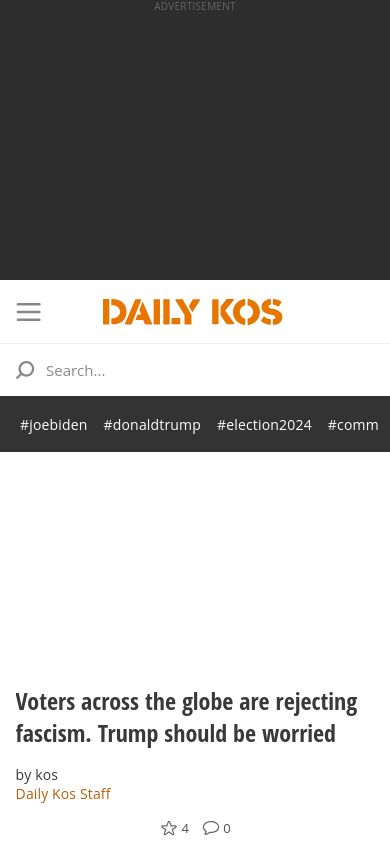 ADVERTISEMENT
DAILY KOS
Search...
#joebiden #donaldtrump #election2024 #comm
Voters across the globe are rejecting
fascism. Trump should be worried
by kos
Daily Kos Staff
4 0